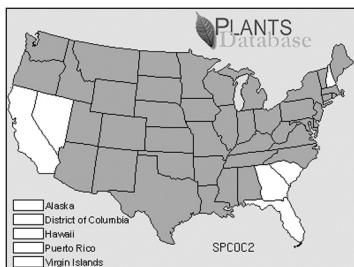 PLANTS
Database
Alaska
District of Columbia
Hawaii
Puerto Rico
Virgin Islands
SPCOC2